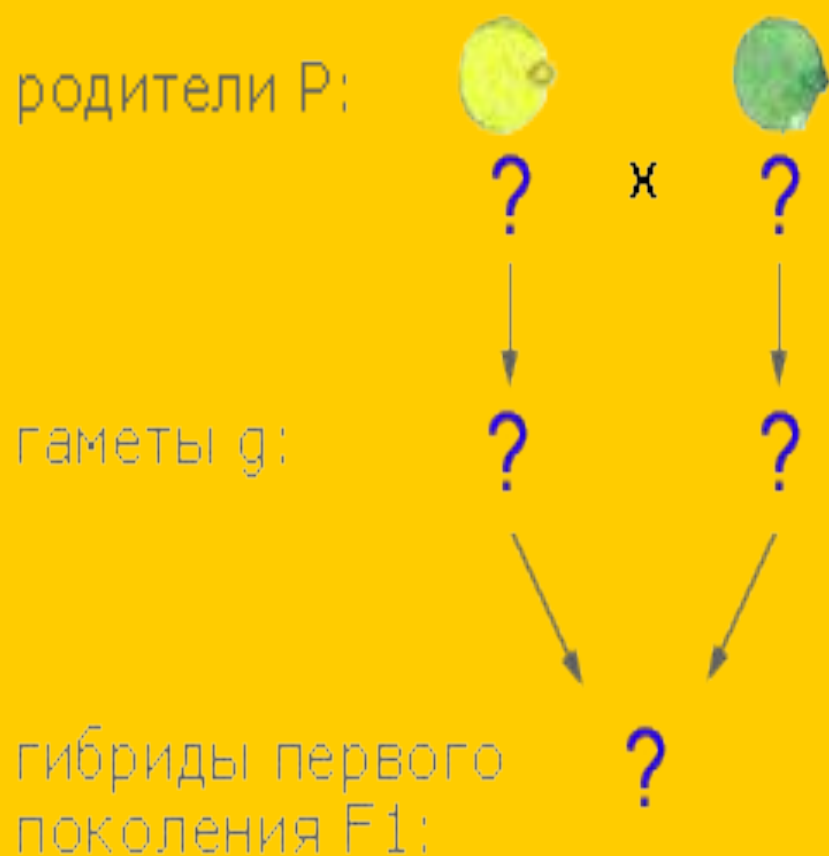 родители P:
? x ?
гаметы g:
? ?
гибриды первого ?
поколения F1: